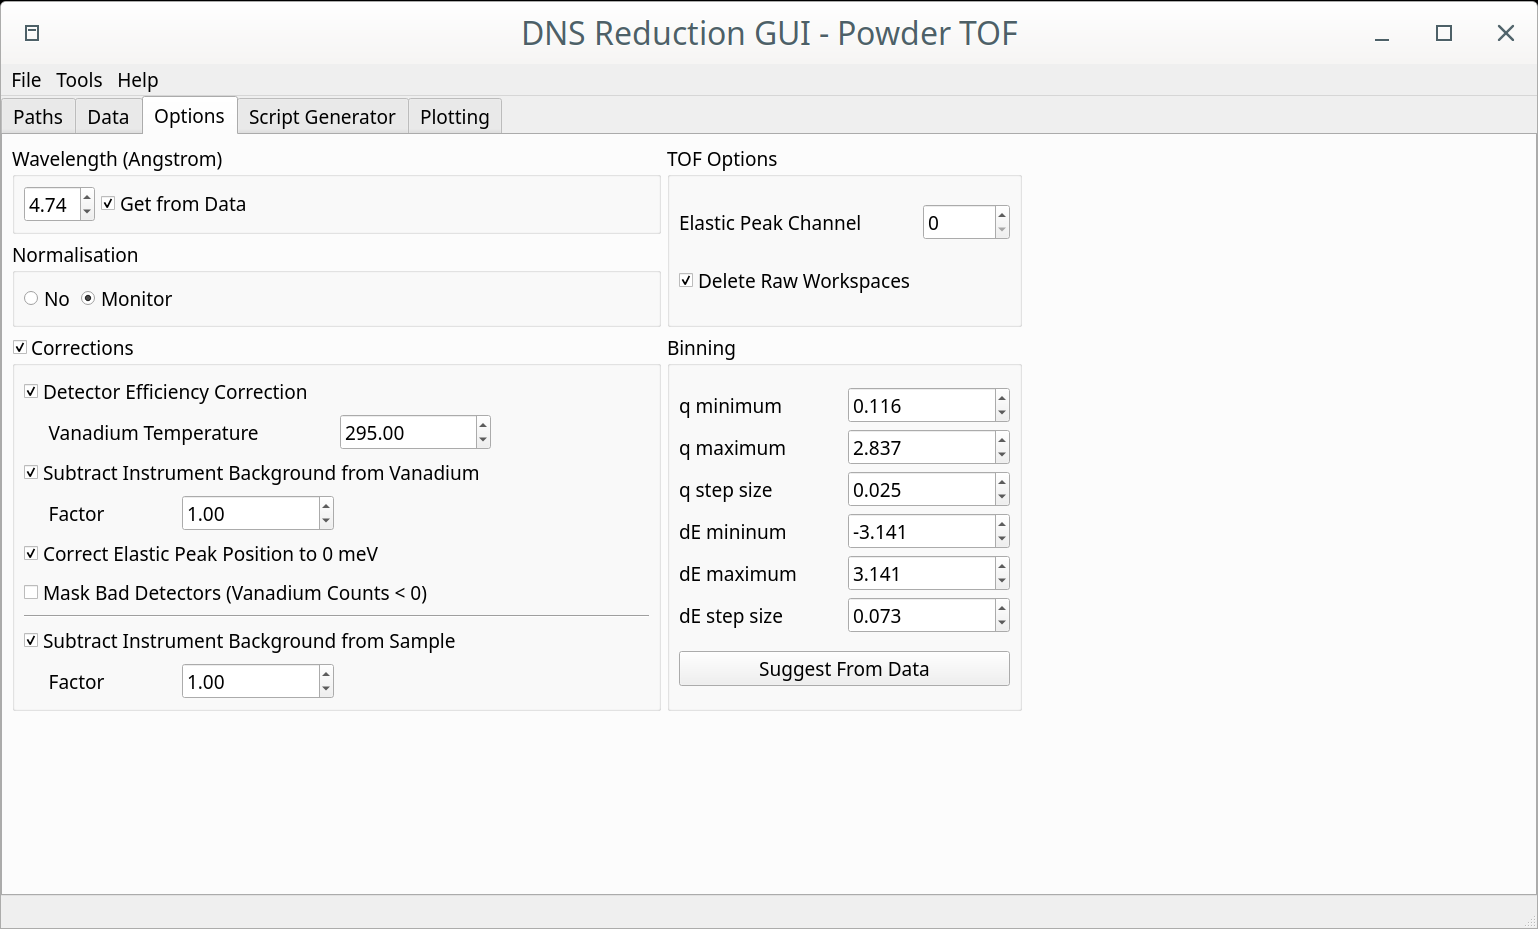 DNS Reduction GUI - Powder TOF
File Tools Help
Paths Data Options Script Generator Plotting
Wavelength (Angstrom)
4.74 Get from Data
Normalisation
No Monitor
Corrections
Detector Efficiency Correction
Vanadium Temperature 295.00
Subtract Instrument Background from Vanadium
Factor 1.00
Correct Elastic Peak Position to 0 meV
Mask Bad Detectors (Vanadium Counts < 0)
Subtract Instrument Background from Sample
Factor 1.00
TOF Options
Elastic Peak Channel 0
Delete Raw Workspaces
Binning
q minimum 0.116
q maximum 2.837
q step size 0.025
dE mininum -3.141
dE maximum 3.141
dE step size 0.073
Suggest From Data